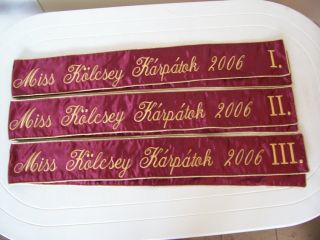 Miss Kölcsey Kárpátok 2006 I.
Miss Kölcsey Kárpátok 2006 II.
Miss Kölcsey Kárpátok 2006 III.